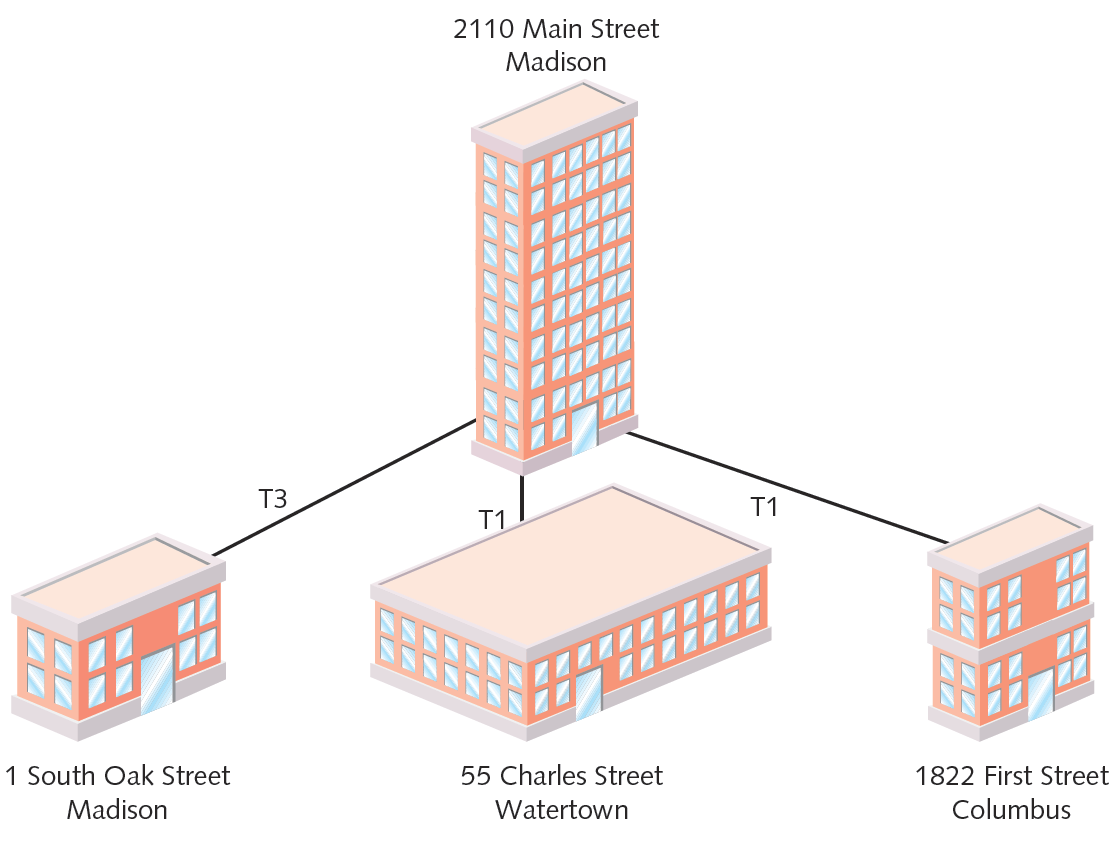 2110 Main Street
Madison
T3
T1
T1
1 South Oak Street
Madison
55 Charles Street
Watertown
1822 First Street
Columbus